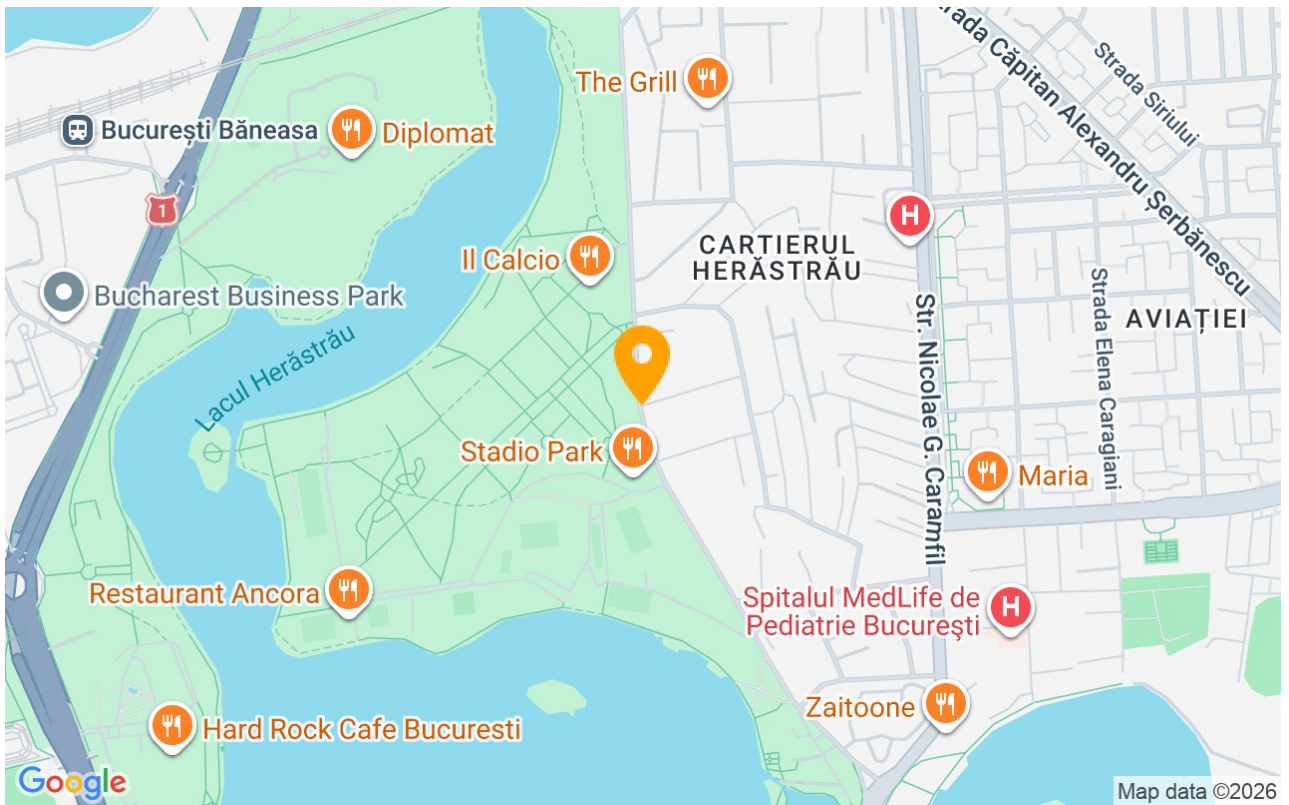 The Grill
rada Căpitan Alexandru Șerbănescu
Strada Siriului
București Băneasa
Diplomat
1
H
CARTIERUL
HERĂSTRĂU
Il Calcio
Bucharest Business Park
Strada Elena Caragiani
AVIAȚIEI
Str. Nicolae G. Caramfil
Lacul Herăstrău
Stadio Park
Maria
Restaurant Ancora
Spitalul MedLife de
Pediatrie Bucureşti
H
Zaitoone
Hard Rock Cafe Bucuresti
Google
Map data ©2026